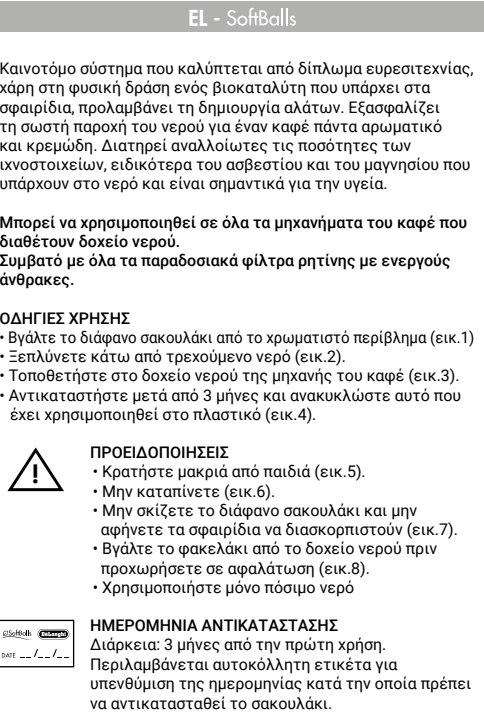 EL - SoftBalls
Καινοτόμο σύστημα που καλύπτεται από δίπλωμα ευρεσιτεχνίας,
χάρη στη φυσική δράση ενός βιοκαταλύτη που υπάρχει στα
σφαιρίδια, προλαμβάνει τη δημιουργία αλάτων. Εξασφαλίζει
τη σωστή παροχή του νερού για έναν καφέ πάντα αρωματικό
και κρεμώδη. Διατηρεί αναλλοίωτες τις ποσότητες των
ιχνοστοιχείων, ειδικότερα του ασβεστίου και του μαγνησίου που
υπάρχουν στο νερό και είναι σημαντικά για την υγεία.
Μπορεί να χρησιμοποιηθεί σε όλα τα μηχανήματα του καφέ που
διαθέτουν δοχείο νερού.
Συμβατό με όλα τα παραδοσιακά φίλτρα ρητίνης με ενεργούς
άνθρακες.
ΟΔΗΓΙΕΣ ΧΡΗΣΗΣ
• Βγάλτε το διάφανο σακουλάκι από το χρωματιστό περίβλημα (εικ.1)
• Ξεπλύνετε κάτω από τρεχούμενο νερό (εικ.2).
• Τοποθετήστε στο δοχείο νερού της μηχανής του καφέ (εικ.3).
• Αντικαταστήστε μετά από 3 μήνες και ανακυκλώστε αυτό που
έχει χρησιμοποιηθεί στο πλαστικό (εικ.4).
ΠΡΟΕΙΔΟΠΟΙΗΣΕΙΣ
• Κρατήστε μακριά από παιδιά (εικ.5).
• Μην καταπίνετε (εικ.6).
• Μην σκίζετε το διάφανο σακουλάκι και μην
αφήνετε τα σφαιρίδια να διασκορπιστούν (εικ.7).
• Βγάλτε το φακελάκι από το δοχείο νερού πριν
προχωρήσετε σε αφαλάτωση (εικ.8).
• Χρησιμοποιήστε μόνο πόσιμο νερό
SoftBalls DeLonghi
DATE __/__/__
ΗΜΕΡΟΜΗΝΙΑ ΑΝΤΙΚΑΤΑΣΤΑΣΗΣ
Διάρκεια: 3 μήνες από την πρώτη χρήση.
Περιλαμβάνεται αυτοκόλλητη ετικέτα για
υπενθύμιση της ημερομηνίας κατά την οποία πρέπει
να αντικατασταθεί το σακουλάκι.